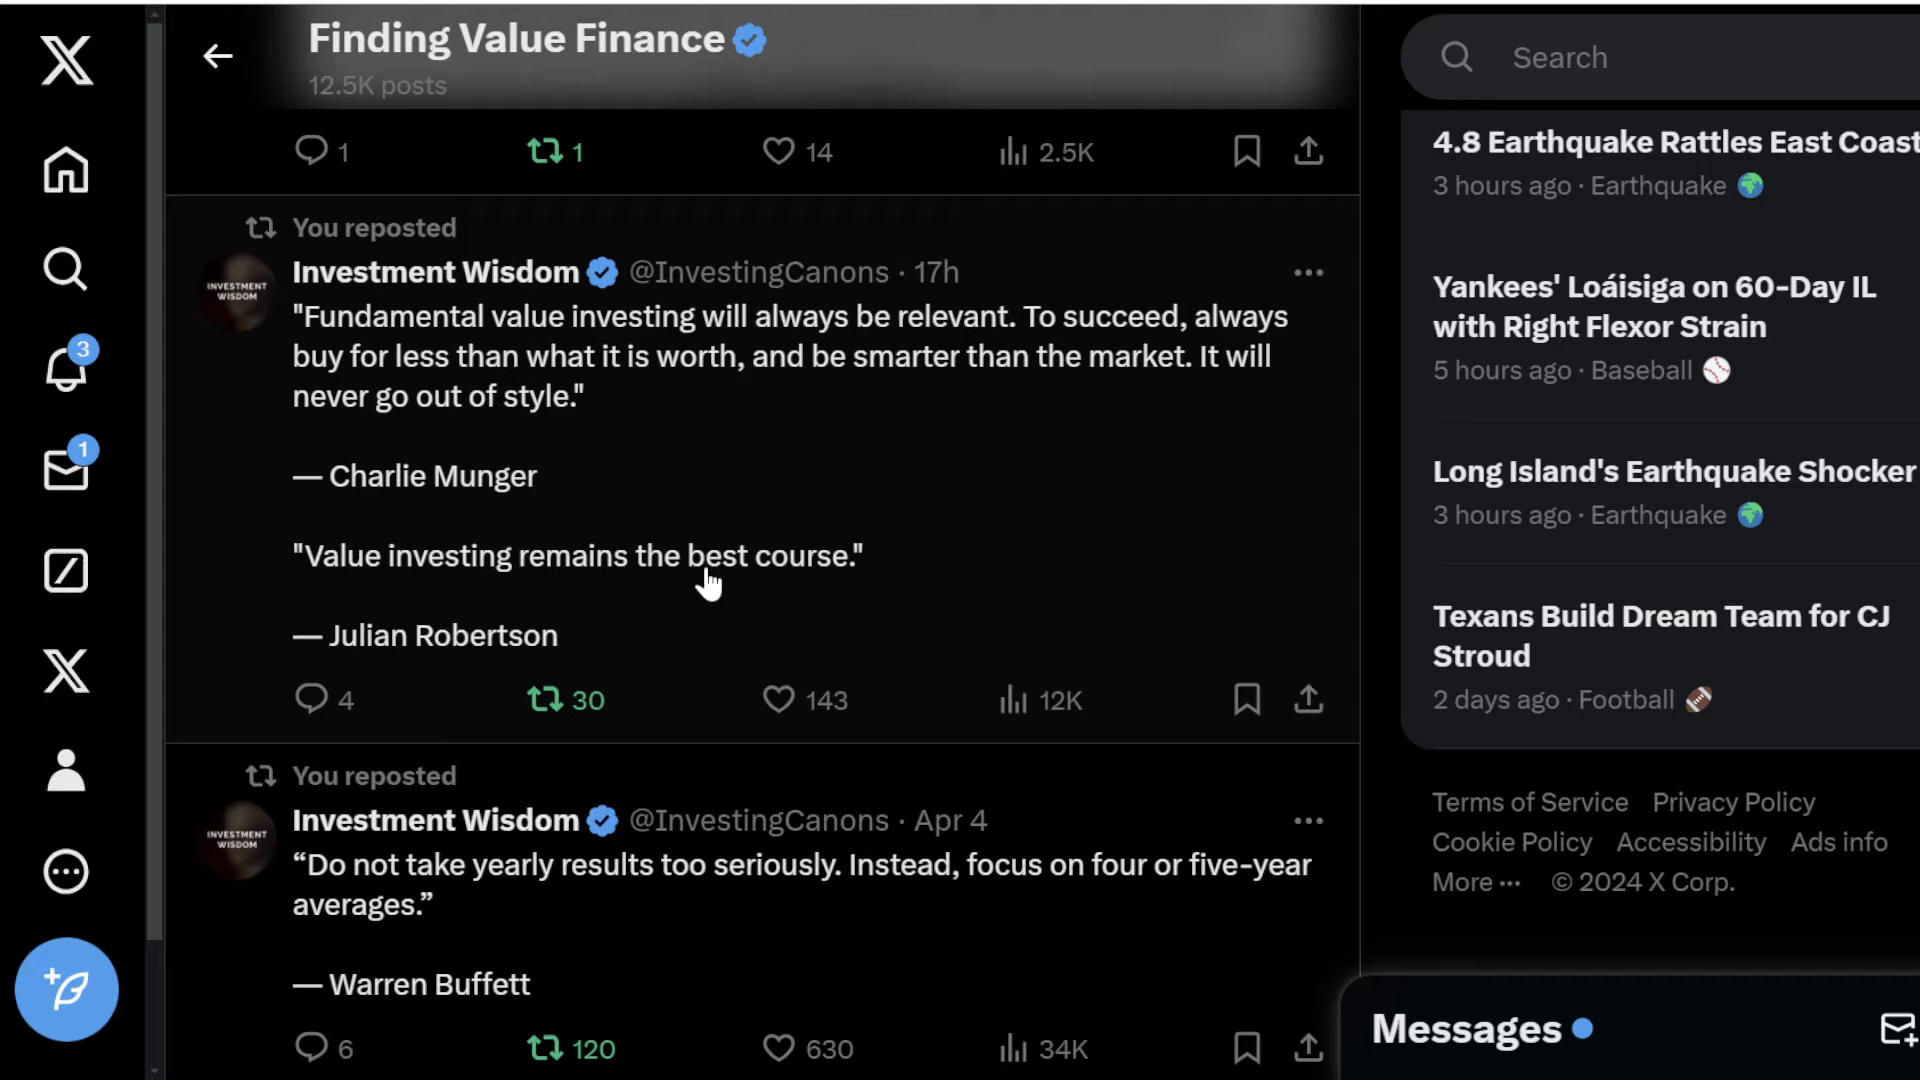 Finding Value Finance
12.5K posts
1 1 14 2.5K
You reposted
Investment Wisdom @InvestingCanons · 17h
INVESTMENT
WISDOM
"Fundamental value investing will always be relevant. To succeed, always
buy for less than what it is worth, and be smarter than the market. It will
never go out of style."
— Charlie Munger
"Value investing remains the best course."
— Julian Robertson
4 30 143 12K
You reposted
Investment Wisdom @InvestingCanons · Apr 4
INVESTMENT
WISDOM
“Do not take yearly results too seriously. Instead, focus on four or five-year
averages.”
— Warren Buffett
6 120 630 34K
3
1
Search
4.8 Earthquake Rattles East Coast
3 hours ago · Earthquake
Yankees' Loáisiga on 60-Day IL
with Right Flexor Strain
5 hours ago · Baseball
Long Island's Earthquake Shocker
3 hours ago · Earthquake
Texans Build Dream Team for CJ
Stroud
2 days ago · Football
Terms of Service Privacy Policy
Cookie Policy Accessibility Ads info
More ··· © 2024 X Corp.
Messages